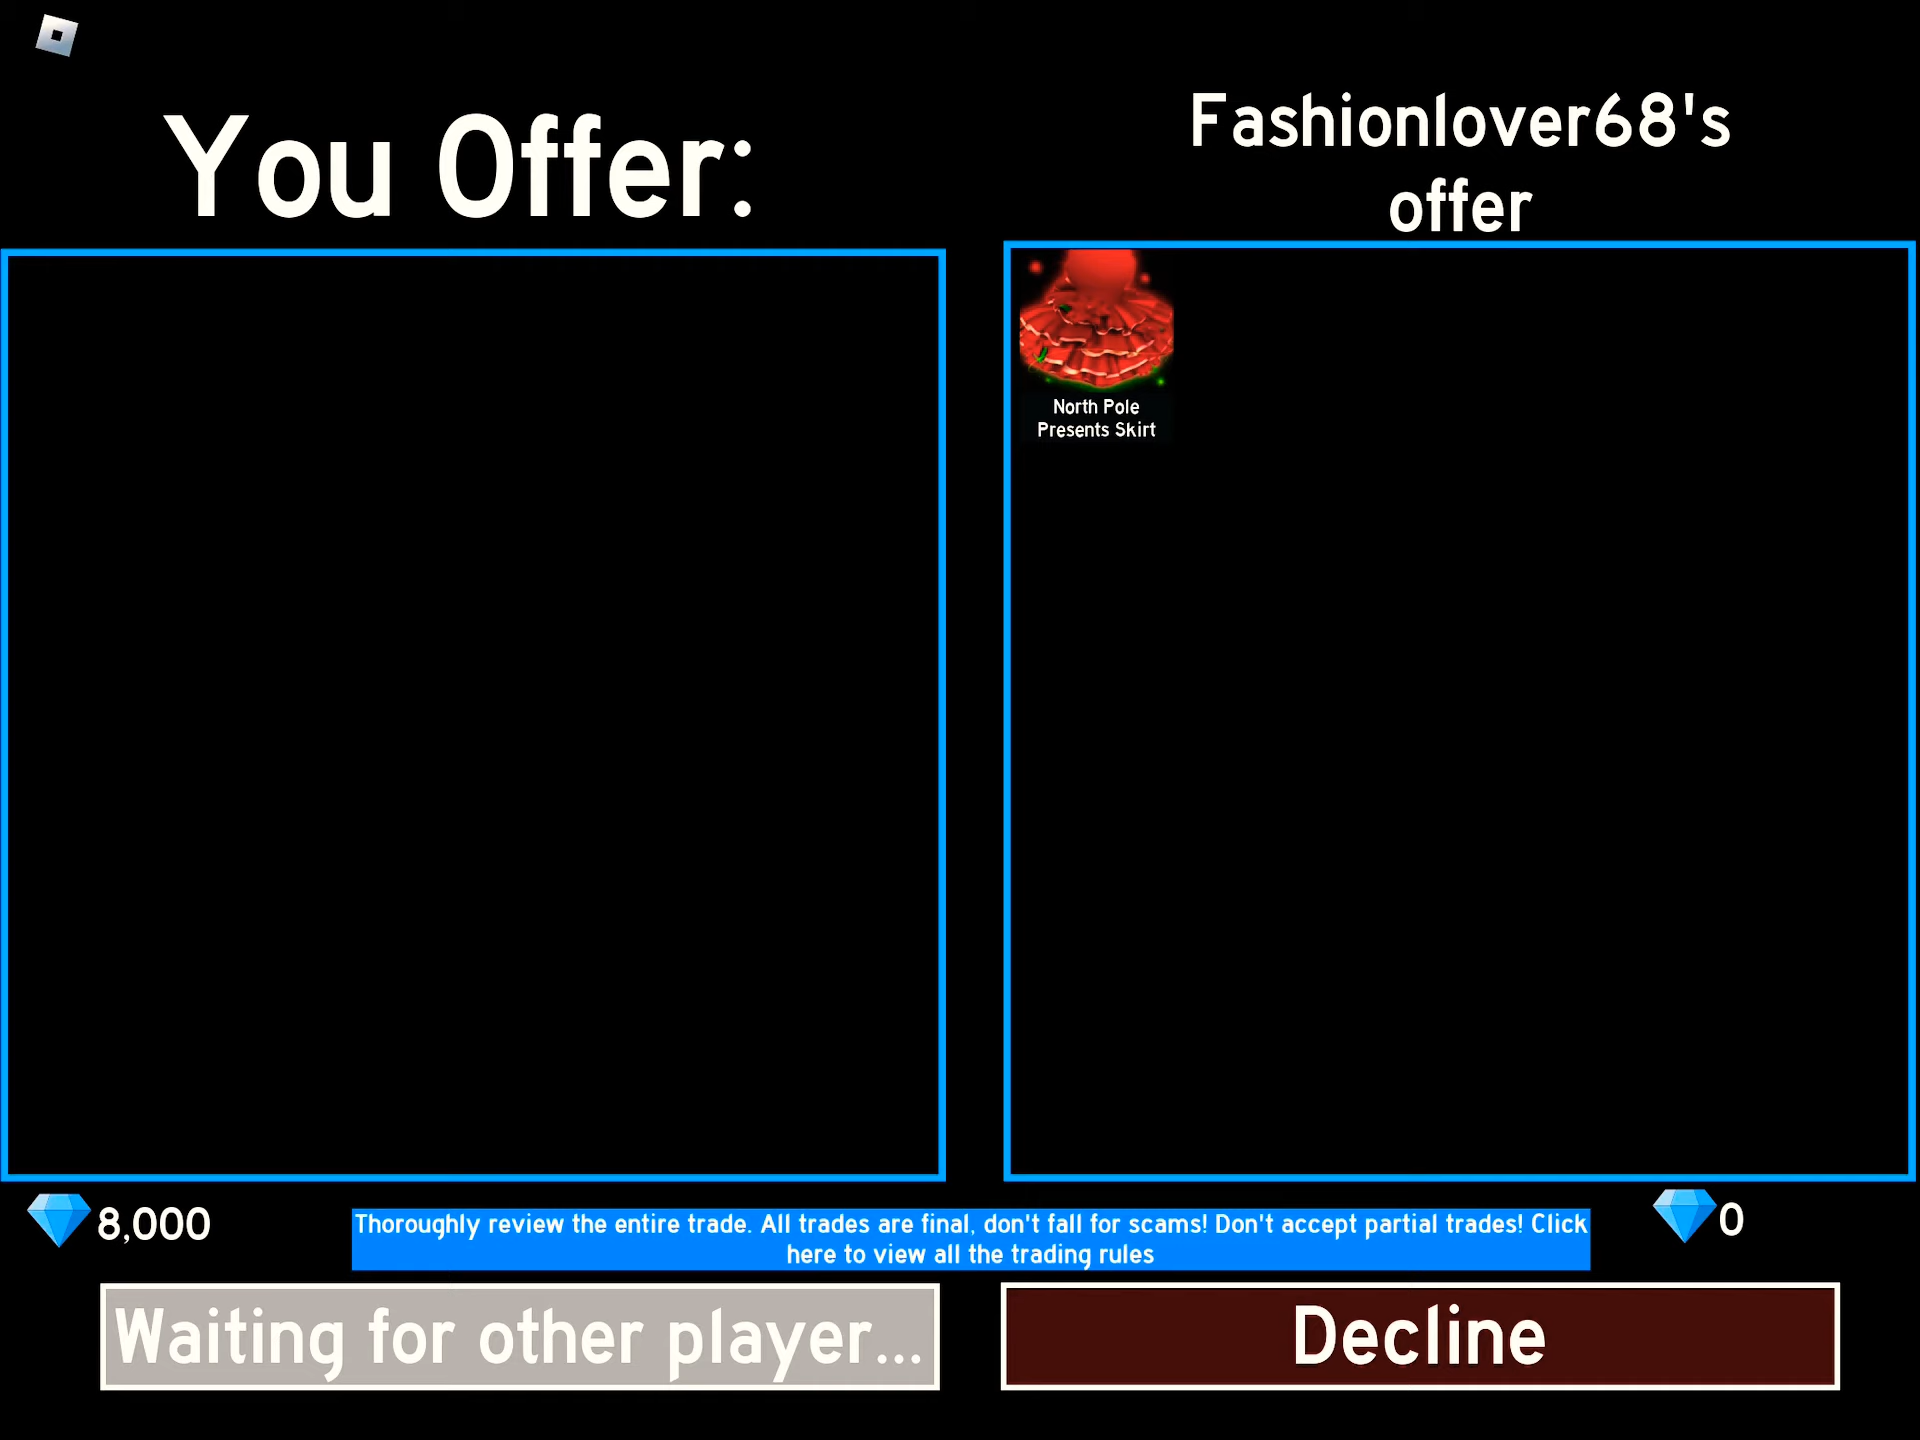 You Offer:
Fashionlover68's
offer
North Pole
Presents Skirt
8,000
Thoroughly review the entire trade. All trades are final, don't fall for scams! Don't accept partial trades! Click
here to view all the trading rules
0
Waiting for other player...
Decline